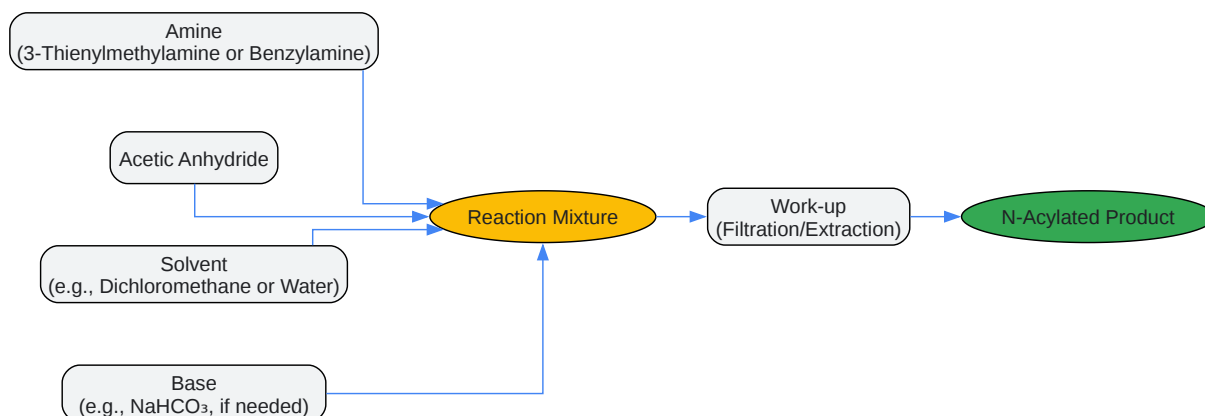 Amine
(3-Thienylmethylamine or Benzylamine)
Acetic Anhydride
Solvent
(e.g., Dichloromethane or Water)
Base
(e.g., NaHCO₃, if needed)
Reaction Mixture
Work-up
(Filtration/Extraction)
N-Acylated Product